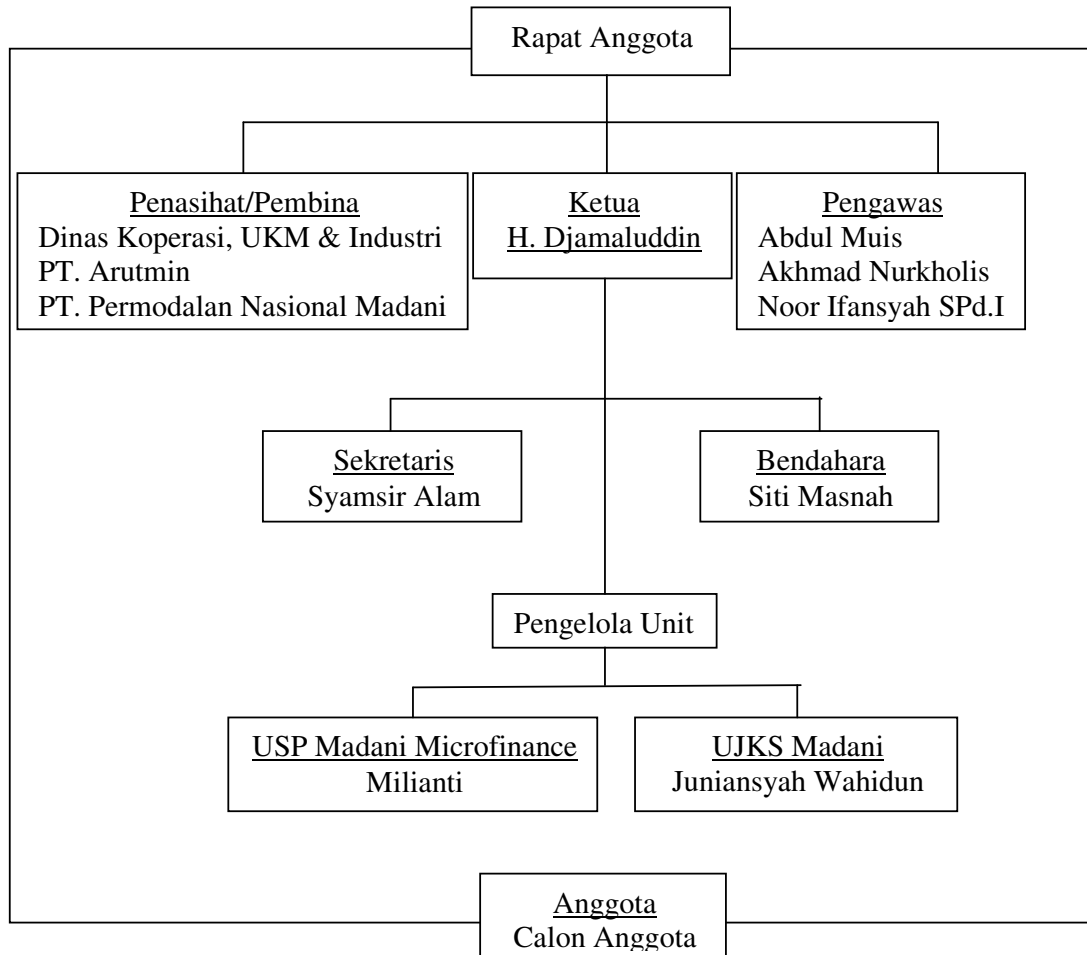 Rapat Anggota
Penasihat/Pembina
Dinas Koperasi, UKM & Industri
PT. Arutmin
PT. Permodalan Nasional Madani
Ketua
H. Djamaluddin
Pengawas
Abdul Muis
Akhmad Nurkholis
Noor Ifansyah SPd.I
Sekretaris
Syamsir Alam
Bendahara
Siti Masnah
Pengelola Unit
USP Madani Microfinance
Milianti
UJKS Madani
Juniansyah Wahidun
Anggota
Calon Anggota